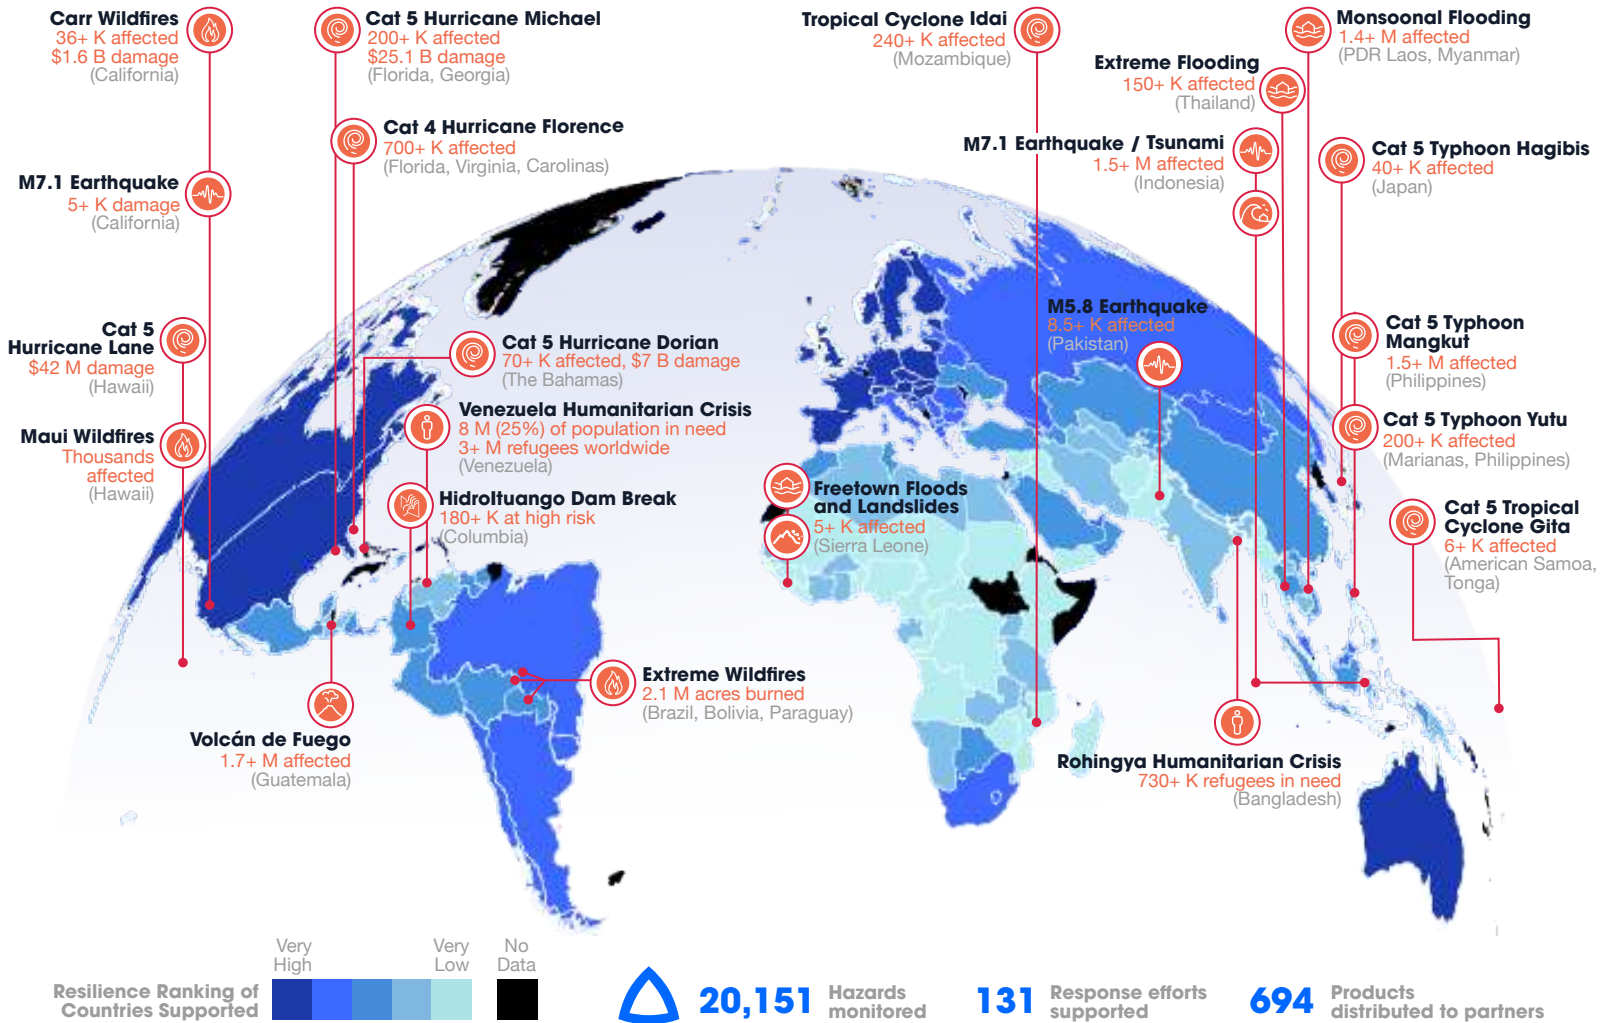 Carr Wildfires
36+ K affected
$1.6 B damage
(California)
Cat 5 Hurricane Michael
200+ K affected
$25.1 B damage
(Florida, Georgia)
Tropical Cyclone Idai
240+ K affected
(Mozambique)
Monsoonal Flooding
1.4+ M affected
(PDR Laos, Myanmar)
Extreme Flooding
150+ K affected
(Thailand)
Cat 4 Hurricane Florence
700+ K affected
(Florida, Virginia, Carolinas)
M7.1 Earthquake / Tsunami
1.5+ M affected
(Indonesia)
Cat 5 Typhoon Hagibis
40+ K affected
(Japan)
M7.1 Earthquake
5+ K damage
(California)
M5.8 Earthquake
8.5+ K affected
(Pakistan)
Cat 5
Hurricane Lane
$42 M damage
(Hawaii)
Cat 5 Hurricane Dorian
70+ K affected, $7 B damage
(The Bahamas)
Cat 5 Typhoon
Mangkut
1.5+ M affected
(Philippines)
Venezuela Humanitarian Crisis
8 M (25%) of population in need
3+ M refugees worldwide
(Venezuela)
Cat 5 Typhoon Yutu
200+ K affected
(Marianas, Philippines)
Maui Wildfires
Thousands
affected
(Hawaii)
HidroItuango Dam Break
180+ K at high risk
(Columbia)
Freetown Floods
and Landslides
5+ K affected
(Sierra Leone)
Cat 5 Tropical
Cyclone Gita
6+ K affected
(American Samoa,
Tonga)
Extreme Wildfires
2.1 M acres burned
(Brazil, Bolivia, Paraguay)
Volcán de Fuego
1.7+ M affected
(Guatemala)
Rohingya Humanitarian Crisis
730+ K refugees in need
(Bangladesh)
Very
High
Very
Low
No
Data
Resilience Ranking of
Countries Supported
20,151 Hazards
monitored
131 Response efforts
supported
694 Products
distributed to partners